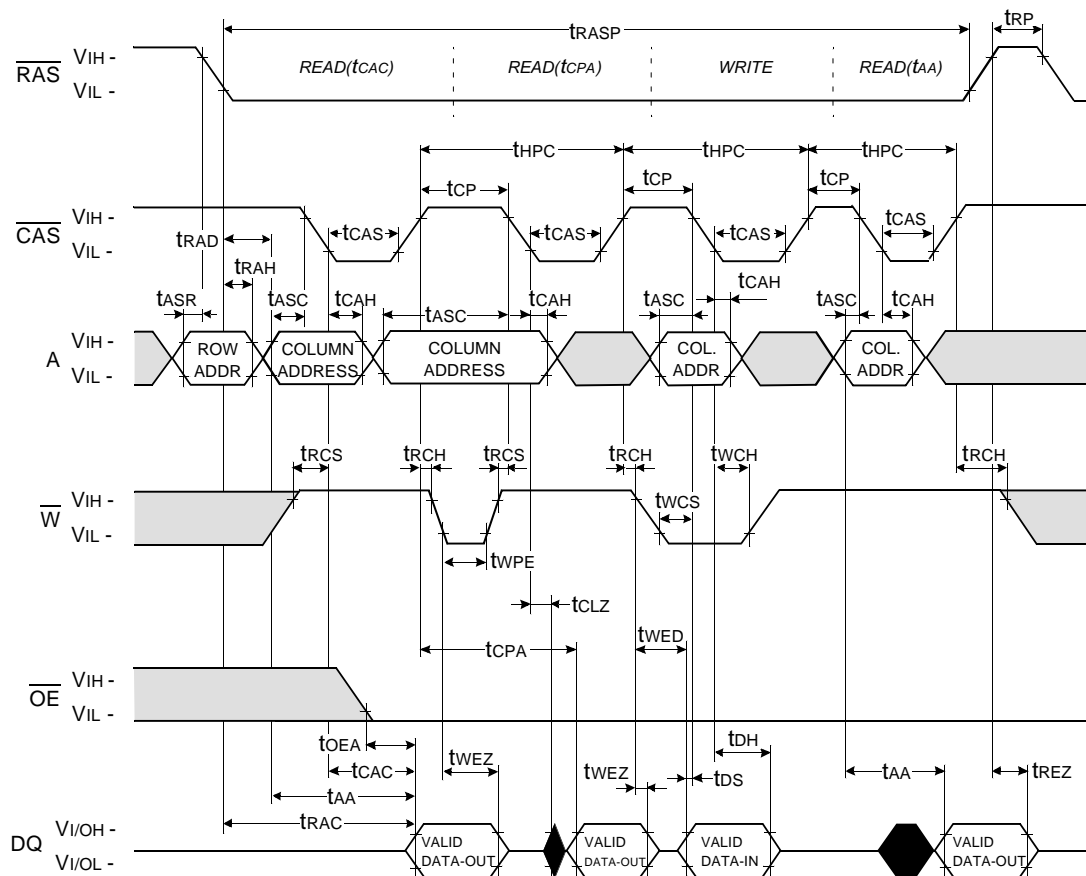 tRASP
tRP
RAS
VIH -
VIL -
READ(tCAC)
READ(tCPA)
WRITE
READ(tAA)
tHPC
tHPC
tHPC
tCP
tCP
tCP
CAS
VIH -
VIL -
tCAS
tCAS
tCAS
tCAS
tRAD
tRAH
tASR
tASC
tCAH
tASC
tCAH
tASC
tCAH
tASC
tCAH
A
VIH -
VIL -
ROW
ADDR
COLUMN
ADDRESS
COLUMN
ADDRESS
COL.
ADDR
COL.
ADDR
tRCS
tRCH
tRCS
tRCH
tWCH
tRCH
W
VIH -
VIL -
tWCS
tWPE
tCLZ
tCPA
tWED
OE
VIH -
VIL -
tOEA
tCAC
tAA
tRAC
tWEZ
tWEZ
tDH
tDS
tAA
tREZ
DQ
VI/OH -
VI/OL -
VALID
DATA-OUT
VALID
DATA-OUT
VALID
DATA-IN
VALID
DATA-OUT